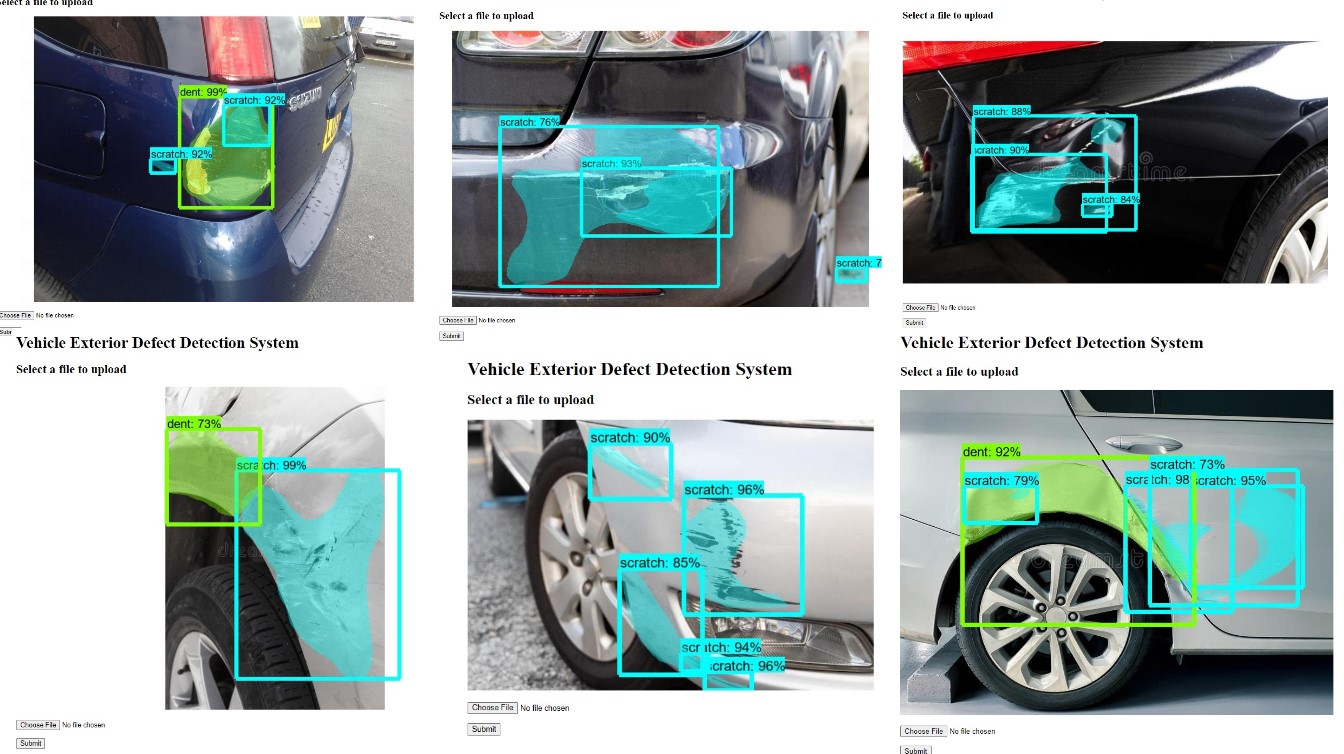 Select a file to upload
dent: 99%
scratch: 92%
scratch: 92%
Choose File No file chosen
Select a file to upload
scratch: 76%
scratch: 93%
scratch: 7
Choose File No file chosen
Submit
Select a file to upload
scratch: 88%
scratch: 90%
scratch: 84%
Choose File No file chosen
Submit
Vehicle Exterior Defect Detection System
Select a file to upload
dent: 73%
scratch: 99%
Choose File No file chosen
Submit
Vehicle Exterior Defect Detection System
Select a file to upload
scratch: 90%
scratch: 96%
scratch: 85%
scratch: 94%
scratch: 96%
Choose File No file chosen
Submit
Vehicle Exterior Defect Detection System
Select a file to upload
dent: 92%
scratch: 73%
scratch: 79%
scratch: 98
scratch: 95%
Choose File No file chosen
Submit